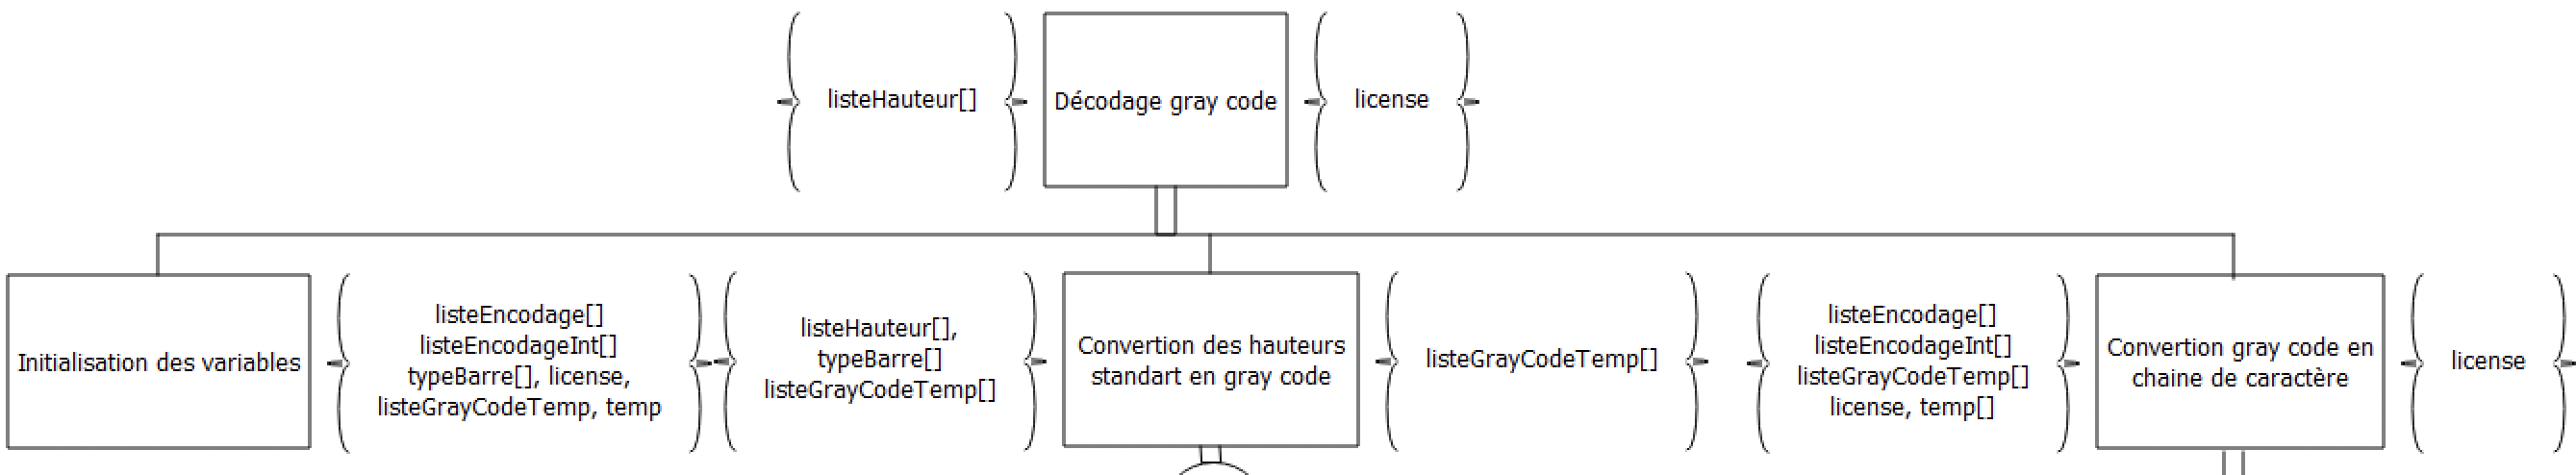 listeHauteur[]
Décodage gray code
license
Initialisation des variables
listeEncodage[]
listeEncodageInt[]
typeBarre[], license,
listeGrayCodeTemp, temp
listeHauteur[],
typeBarre[]
listeGrayCodeTemp[]
Convertion des hauteurs
standart en gray code
listeGrayCodeTemp[]
listeEncodage[]
listeEncodageInt[]
listeGrayCodeTemp[]
license, temp[]
Convertion gray code en
chaine de caractère
license